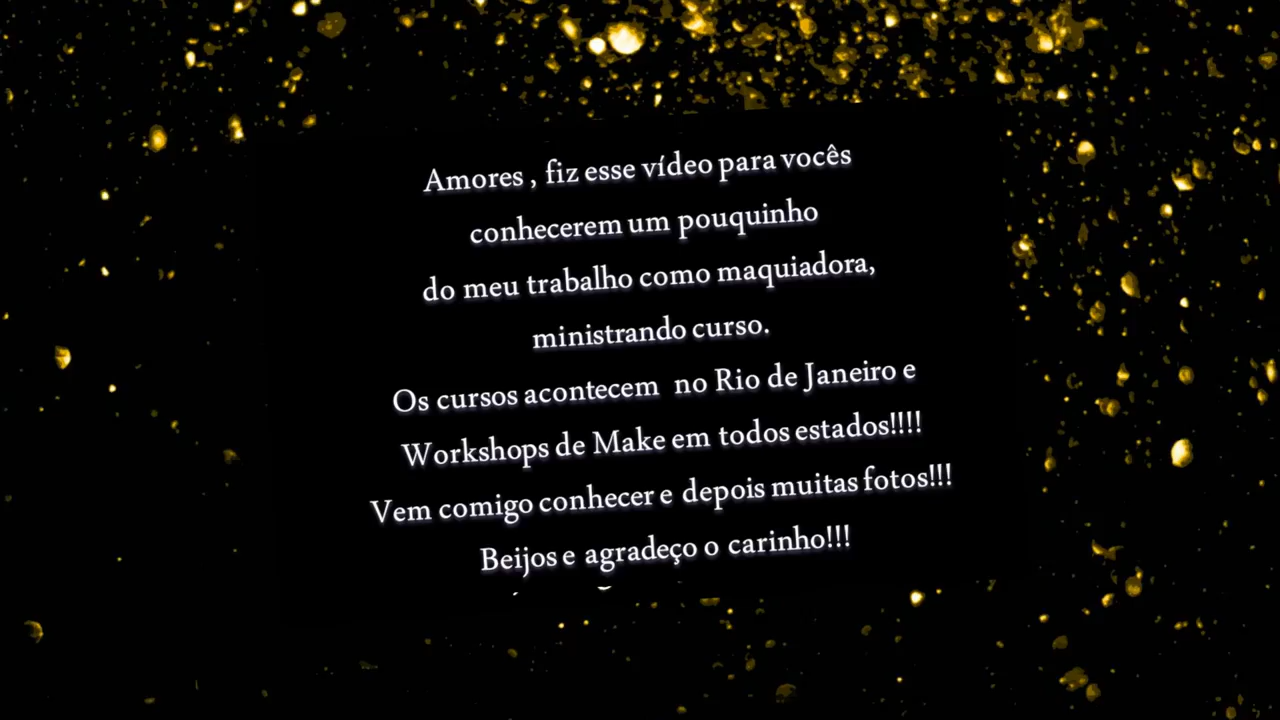 Amores , fiz esse vídeo para vocês
conhecerem um pouquinho
do meu trabalho como maquiadora,
ministrando curso.
Os cursos acontecem no Rio de Janeiro e
Workshops de Make em todos estados!!!!
Vem comigo conhecer e depois muitas fotos!!!
Beijos e agradeço o carinho!!!